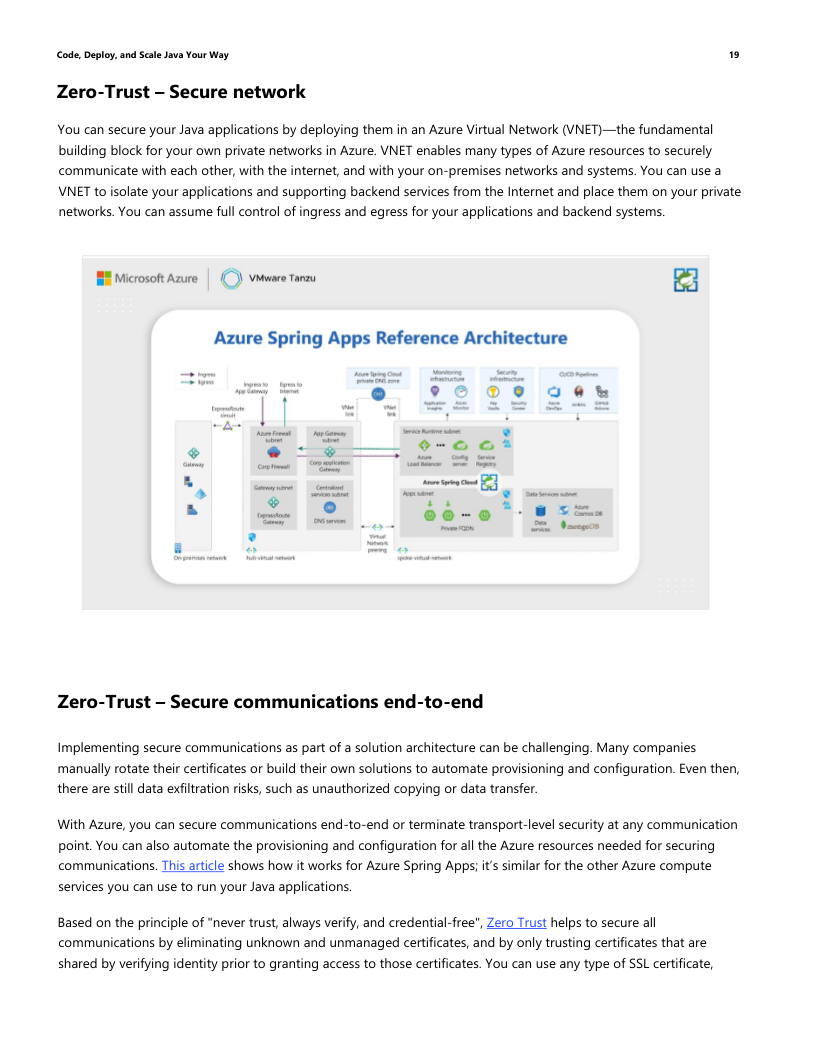 Code, Deploy, and Scale Java Your Way 19
Zero-Trust – Secure network
You can secure your Java applications by deploying them in an Azure Virtual Network (VNET)—the fundamental
building block for your own private networks in Azure. VNET enables many types of Azure resources to securely
communicate with each other, with the internet, and with your on-premises networks and systems. You can use a
VNET to isolate your applications and supporting backend services from the Internet and place them on your private
networks. You can assume full control of ingress and egress for your applications and backend systems.
Microsoft Azure
VMware Tanzu
Azure Spring Apps Reference Architecture
Ingress
Egress
Ingress to
App Gateway
Egress to
Internet
Azure Spring Cloud
private DNS zone
DNS
Monitoring
infrastructure
Application
Insights
Azure
Monitor
Security
infrastructure
Key
Vaults
Security
Center
CI/CD Pipelines
Azure
DevOps
Jenkins
GitHub
Actions
ExpressRoute
circuit
VNet
link
VNet
link
Gateway
Azure Firewall
subnet
Corp Firewall
App Gateway
subnet
Corp application
Gateway
Service Runtime subnet
Azure
Load Balancer
Config
server
Service
Registry
Azure Spring Cloud
Gateway subnet
ExpressRoute
Gateway
Centralized
services subnet
DNS
DNS services
Apps subnet
Private FQDN
Data Services subnet
Data
services
Azure
Cosmos DB
mongoDB
Virtual
Network
peering
On-premises network
hub-virtual-network
spoke-virtual-network
Zero-Trust – Secure communications end-to-end
Implementing secure communications as part of a solution architecture can be challenging. Many companies
manually rotate their certificates or build their own solutions to automate provisioning and configuration. Even then,
there are still data exfiltration risks, such as unauthorized copying or data transfer.
With Azure, you can secure communications end-to-end or terminate transport-level security at any communication
point. You can also automate the provisioning and configuration for all the Azure resources needed for securing
communications. This article shows how it works for Azure Spring Apps; it’s similar for the other Azure compute
services you can use to run your Java applications.
Based on the principle of "never trust, always verify, and credential-free", Zero Trust helps to secure all
communications by eliminating unknown and unmanaged certificates, and by only trusting certificates that are
shared by verifying identity prior to granting access to those certificates. You can use any type of SSL certificate,